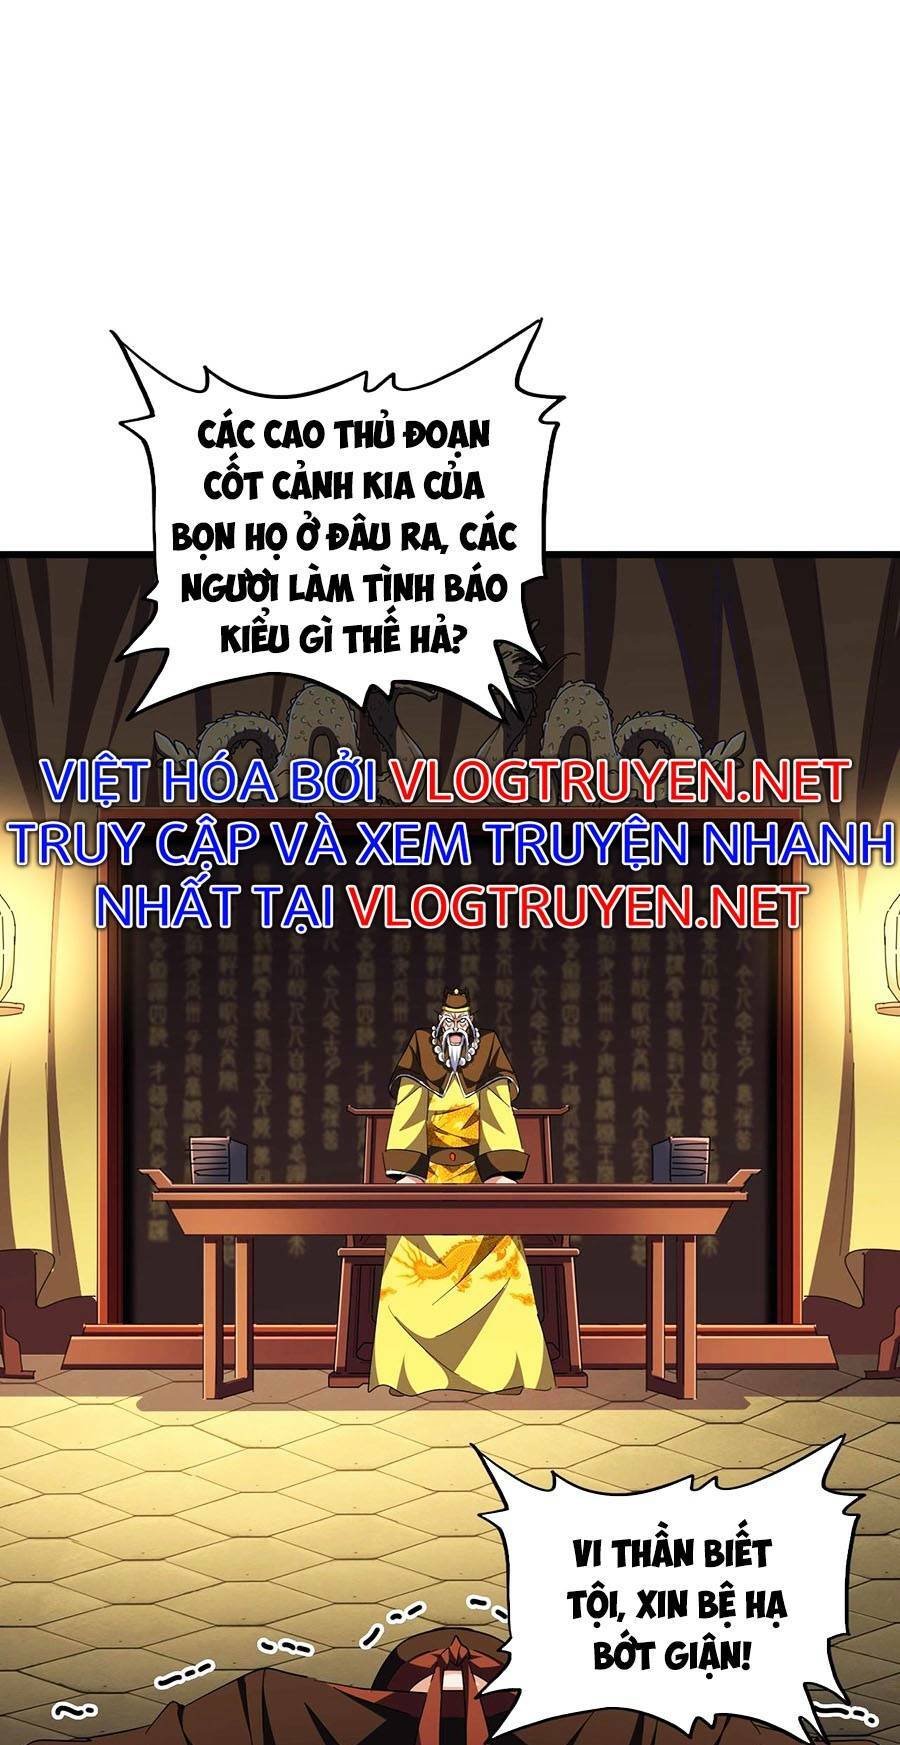 CÁC CAO THỦ ĐOẠN
CỐT CẢNH KIA CỦA
BỌN HỌ Ở ĐÂU RA, CÁC
NGƯƠI LÀM TÌNH BÁO
KIỂU GÌ THẾ HẢ?
VIỆT HÓA BỞI VLOGTRUYEN.NET
TRUY CẬP VÀ XEM TRUYỆN NHANH
NHẤT TẠI VLOGTRUYEN.NET
VI THẦN BIẾT
TỘI, XIN BỆ HẠ
BỚT GIẬN!